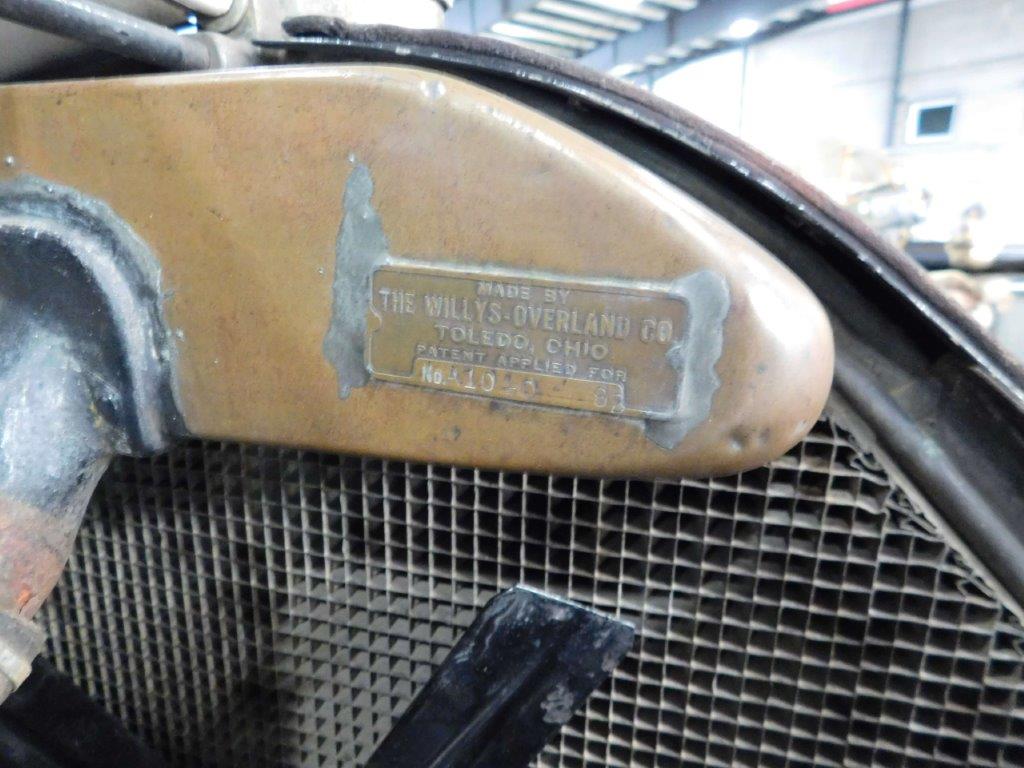 MADE BY
THE WILLYS-OVERLAND CO.
TOLEDO, OHIO
PATENT APPLIED FOR
No.